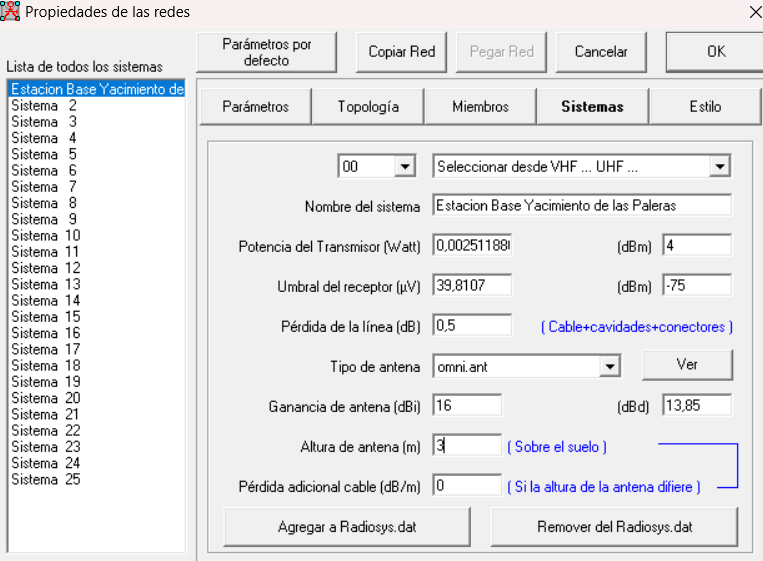 Propiedades de las redes
Parámetros por defecto
Copiar Red
Pegar Red
Cancelar
OK
Lista de todos los sistemas
Estacion Base Yacimiento de
Sistema 2
Sistema 3
Sistema 4
Sistema 5
Sistema 6
Sistema 7
Sistema 8
Sistema 9
Sistema 10
Sistema 11
Sistema 12
Sistema 13
Sistema 14
Sistema 15
Sistema 16
Sistema 17
Sistema 18
Sistema 19
Sistema 20
Sistema 21
Sistema 22
Sistema 23
Sistema 24
Sistema 25
Parámetros
Topología
Miembros
Sistemas
Estilo
00
Seleccionar desde VHF ... UHF ...
Nombre del sistema Estacion Base Yacimiento de las Paleras
Potencia del Transmisor (Watt) 0,00251188 (dBm) 4
Umbral del receptor (µV) 39,8107 (dBm) -75
Pérdida de la línea (dB) 0,5 ( Cable+cavidades+conectores )
Tipo de antena omni.ant Ver
Ganancia de antena (dBi) 16 (dBd) 13,85
Altura de antena (m) 3 ( Sobre el suelo )
Pérdida adicional cable (dB/m) 0 ( Si la altura de la antena difiere )
Agregar a Radiosys.dat
Remover del Radiosys.dat